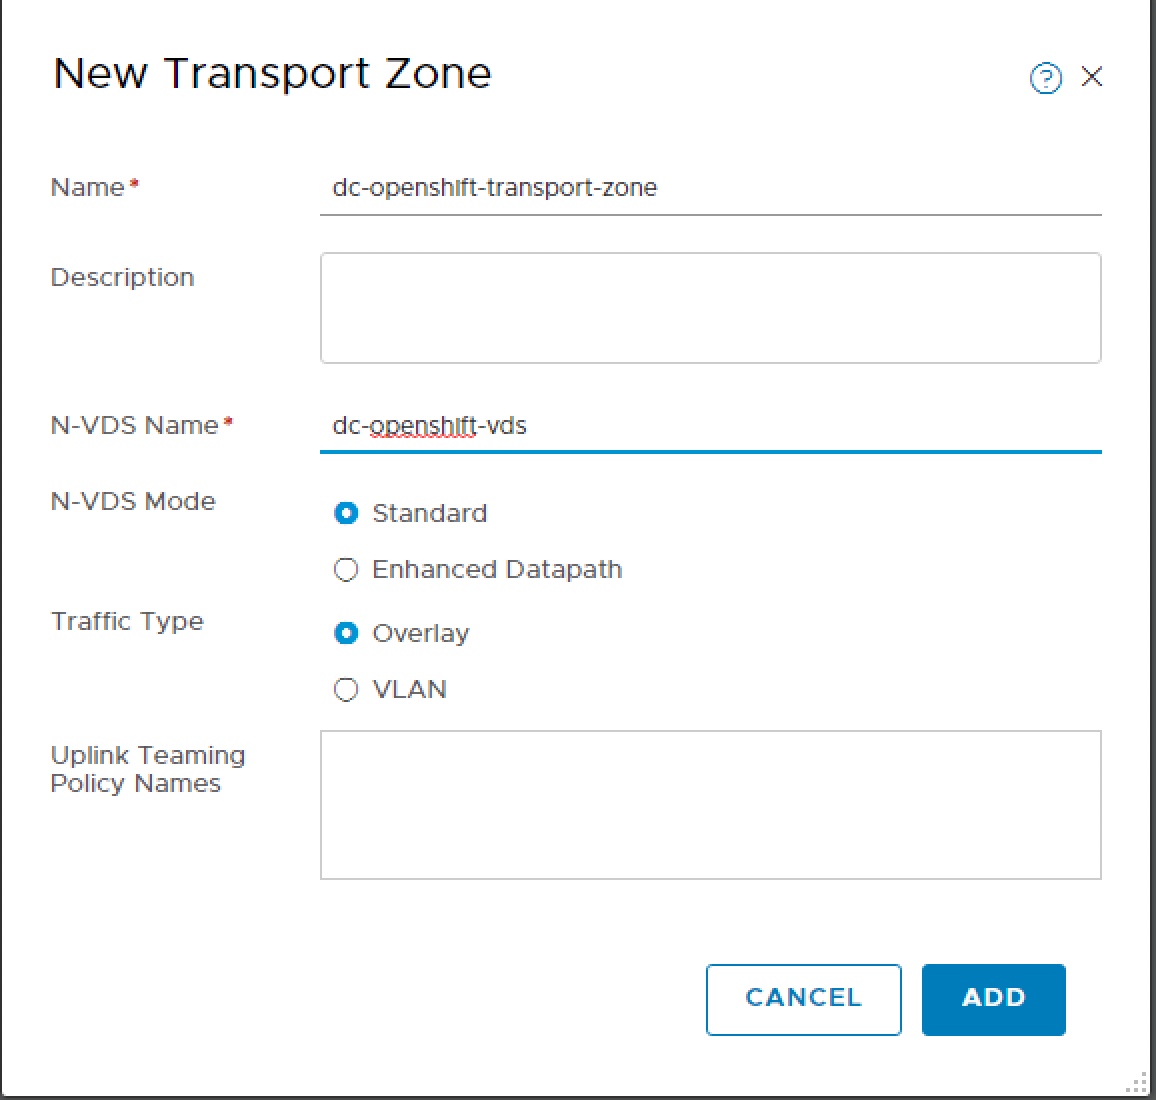 New Transport Zone
?
Name*
dc-openshift-transport-zone
Description
N-VDS Name*
dc-openshift-vds
N-VDS Mode
Standard
Enhanced Datapath
Traffic Type
Overlay
VLAN
Uplink Teaming
Policy Names
CANCEL
ADD